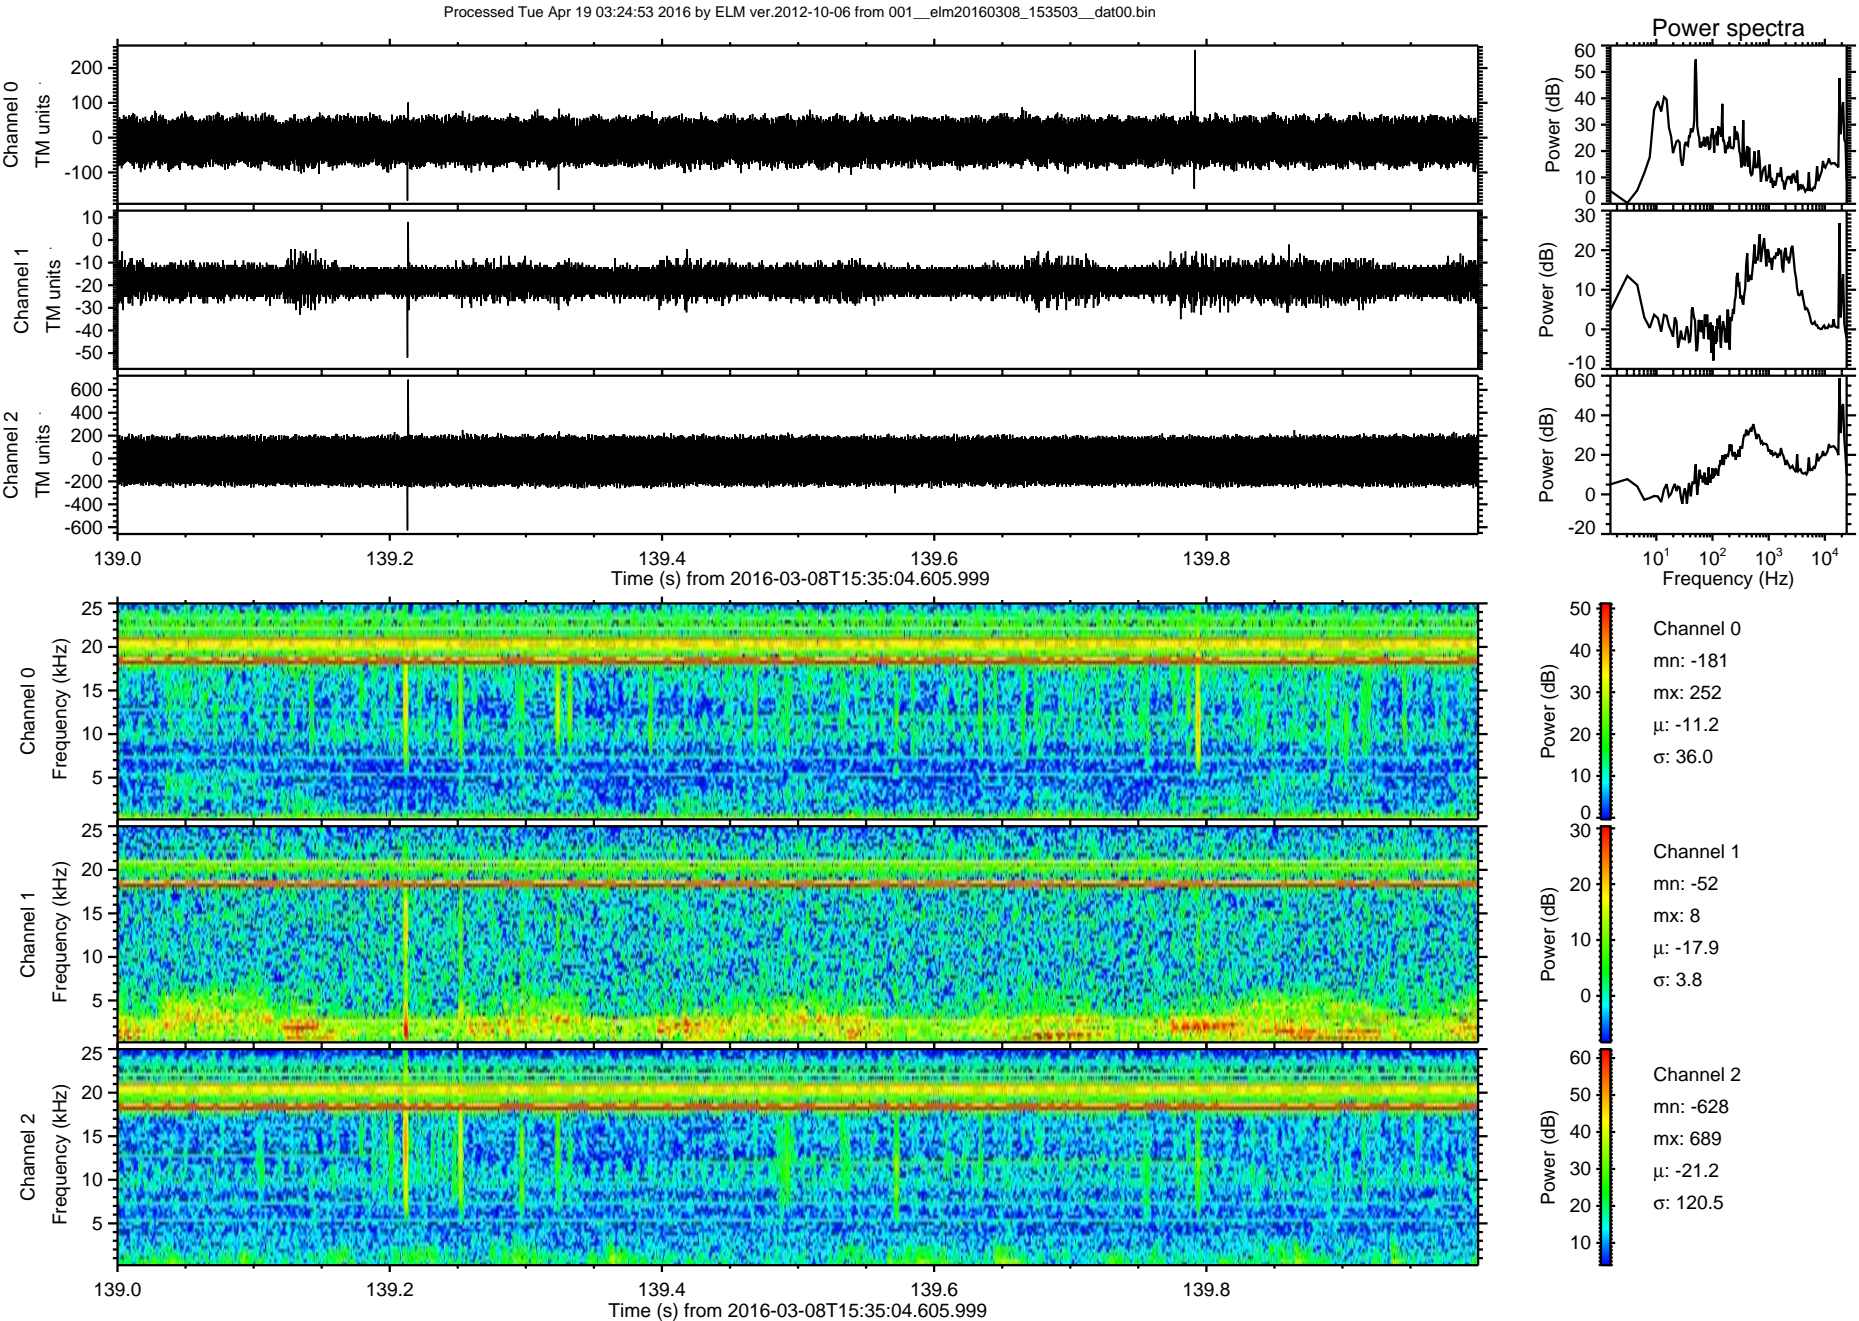 Processed Tue Apr 19 03:24:53 2016 by ELM ver.2012-10-06 from 001__elm20160308_153503__dat00.bin
Power spectra
Channel 0
TM units
200
100
0
-100
Power (dB)
60
50
40
30
20
10
0
Channel 1
TM units
10
0
-10
-20
-30
-40
-50
Power (dB)
30
20
10
0
-10
Channel 2
TM units
600
400
200
0
-200
-400
-600
Power (dB)
60
40
20
0
-20
139.0 139.2 139.4 139.6 139.8
Time (s) from 2016-03-08T15:35:04.605.999
10¹ 10² 10³ 10⁴
Frequency (Hz)
Channel 0
Frequency (kHz)
25
20
15
10
5
Power (dB)
50
40
30
20
10
0
Channel 0
mn: -181
mx: 252
μ: -11.2
σ: 36.0
Channel 1
Frequency (kHz)
25
20
15
10
5
Power (dB)
30
20
10
0
Channel 1
mn: -52
mx: 8
μ: -17.9
σ: 3.8
Channel 2
Frequency (kHz)
25
20
15
10
5
Power (dB)
60
50
40
30
20
10
Channel 2
mn: -628
mx: 689
μ: -21.2
σ: 120.5
139.0 139.2 139.4 139.6 139.8
Time (s) from 2016-03-08T15:35:04.605.999